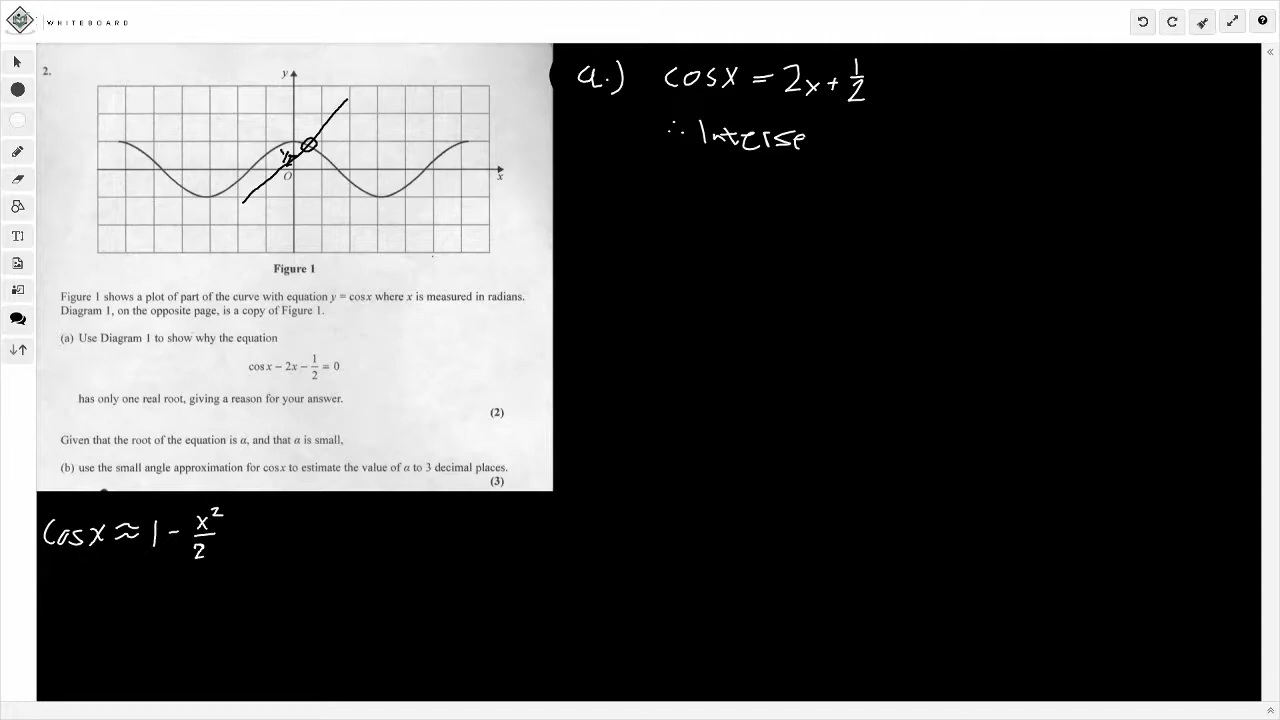 WHITEBOARD
2.
y
1/2
O
x
Figure 1
Figure 1 shows a plot of part of the curve with equation y = cos x where x is measured in radians.
Diagram 1, on the opposite page, is a copy of Figure 1.
(a) Use Diagram 1 to show why the equation
cos x − 2x − 1/2 = 0
has only one real root, giving a reason for your answer.
(2)
Given that the root of the equation is α, and that α is small,
(b) use the small angle approximation for cos x to estimate the value of α to 3 decimal places.
(3)
cosx ≈ 1 - x²/2
a.) cosx = 2x + 1/2
∴ Interse